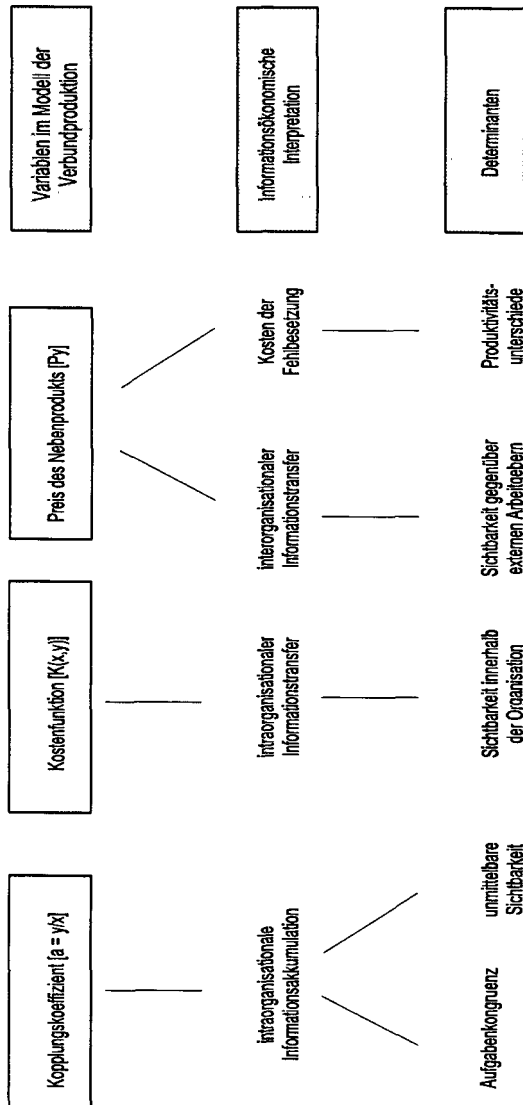 Kopplungskoeffizient [a = y/x]
Kostenfunktion [K(x,y)]
Preis des Nebenprodukts [Py]
Variablen im Modell der
Verbundproduktion
intraorganisationale
Informationsakkumulation
intraorganisationaler
Informationstransfer
interorganisationaler
Informationstransfer
Kosten der
Fehlbesetzung
Informationsökonomische
Interpretation
Aufgabenkongruenz
unmittelbare
Sichtbarkeit
Sichtbarkeit innerhalb
der Organisation
Sichtbarkeit gegenüber
externen Arbeitgebern
Produktivitäts-
unterschiede
Determinanten